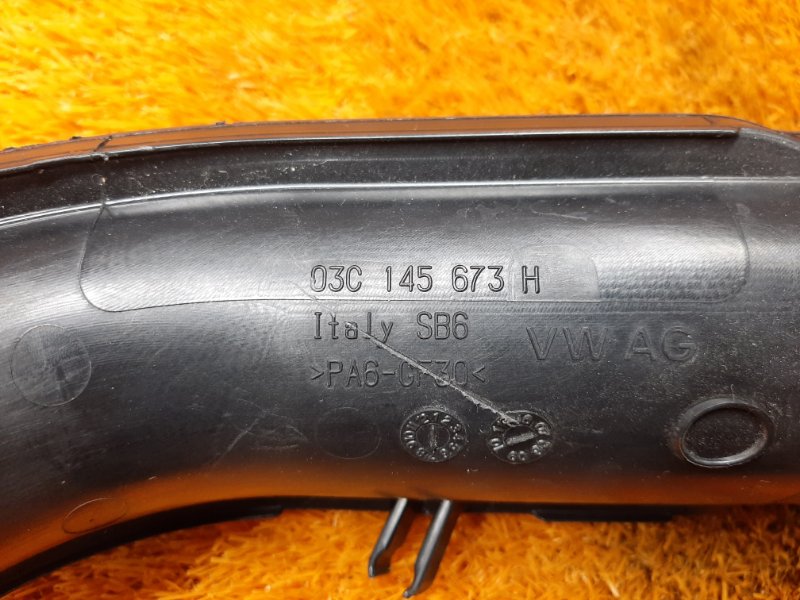 03C 145 673 H
Italy SB6
VW AG
>PA6-GF30<